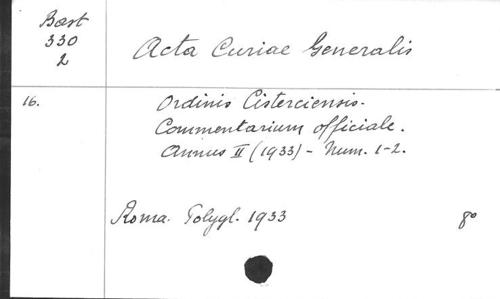 Bast
330
2
Acta Curiae Generalis
16.
Ordinis Cisterciensis.
Commentarium officiale.
Annus II (1933) - Num. 1-2.
Roma. Polygl. 1933
8°